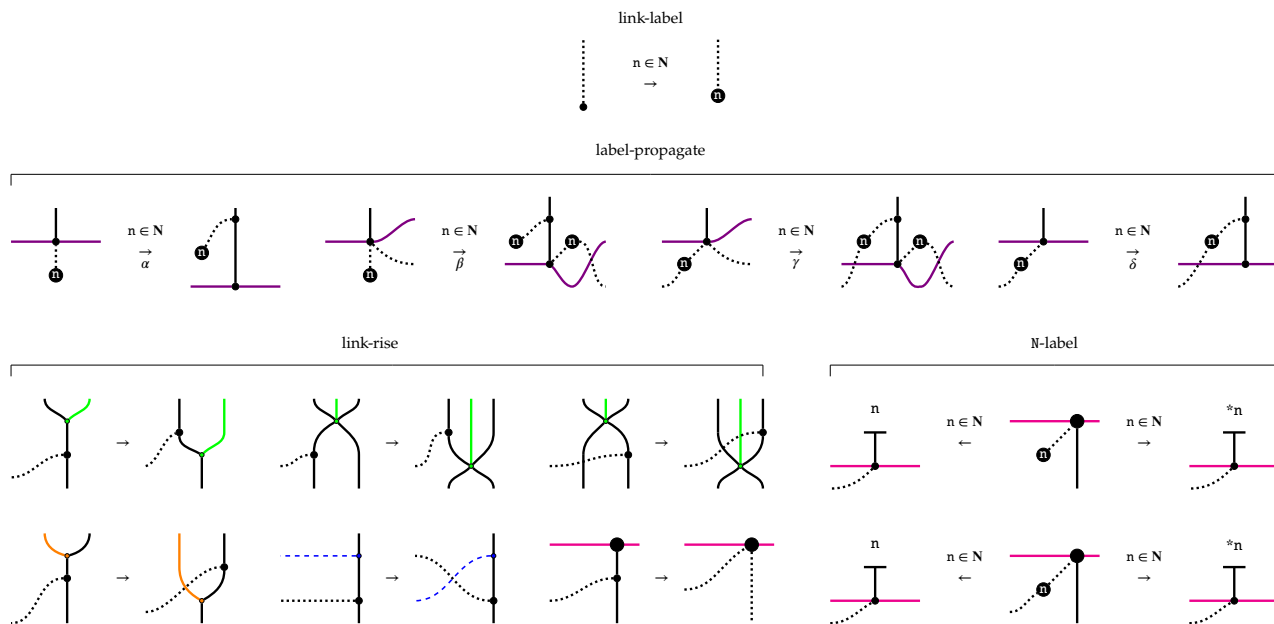 link-label
n ∈ N
→
n
label-propagate
n ∈ N
→
α
n
n
n ∈ N
→
β
n
n
n
n ∈ N
→
γ
n
n
n
n ∈ N
→
δ
n
n
link-rise
N-label
→
→
→
n
n ∈ N
←
n
n ∈ N
→
*n
→
→
→
n
n ∈ N
←
n
n ∈ N
→
*n